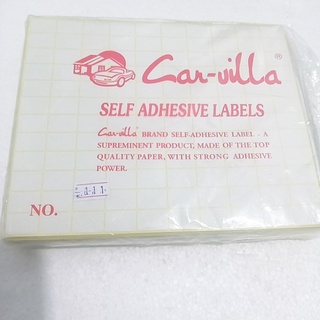 Car-villa ®
SELF ADHESIVE LABELS
Car-villa® BRAND SELF-ADHESIVE LABEL - A
SUPREMINENT PRODUCT, MADE OF THE TOP
QUALITY PAPER, WITH STRONG ADHESIVE
POWER.
NO.